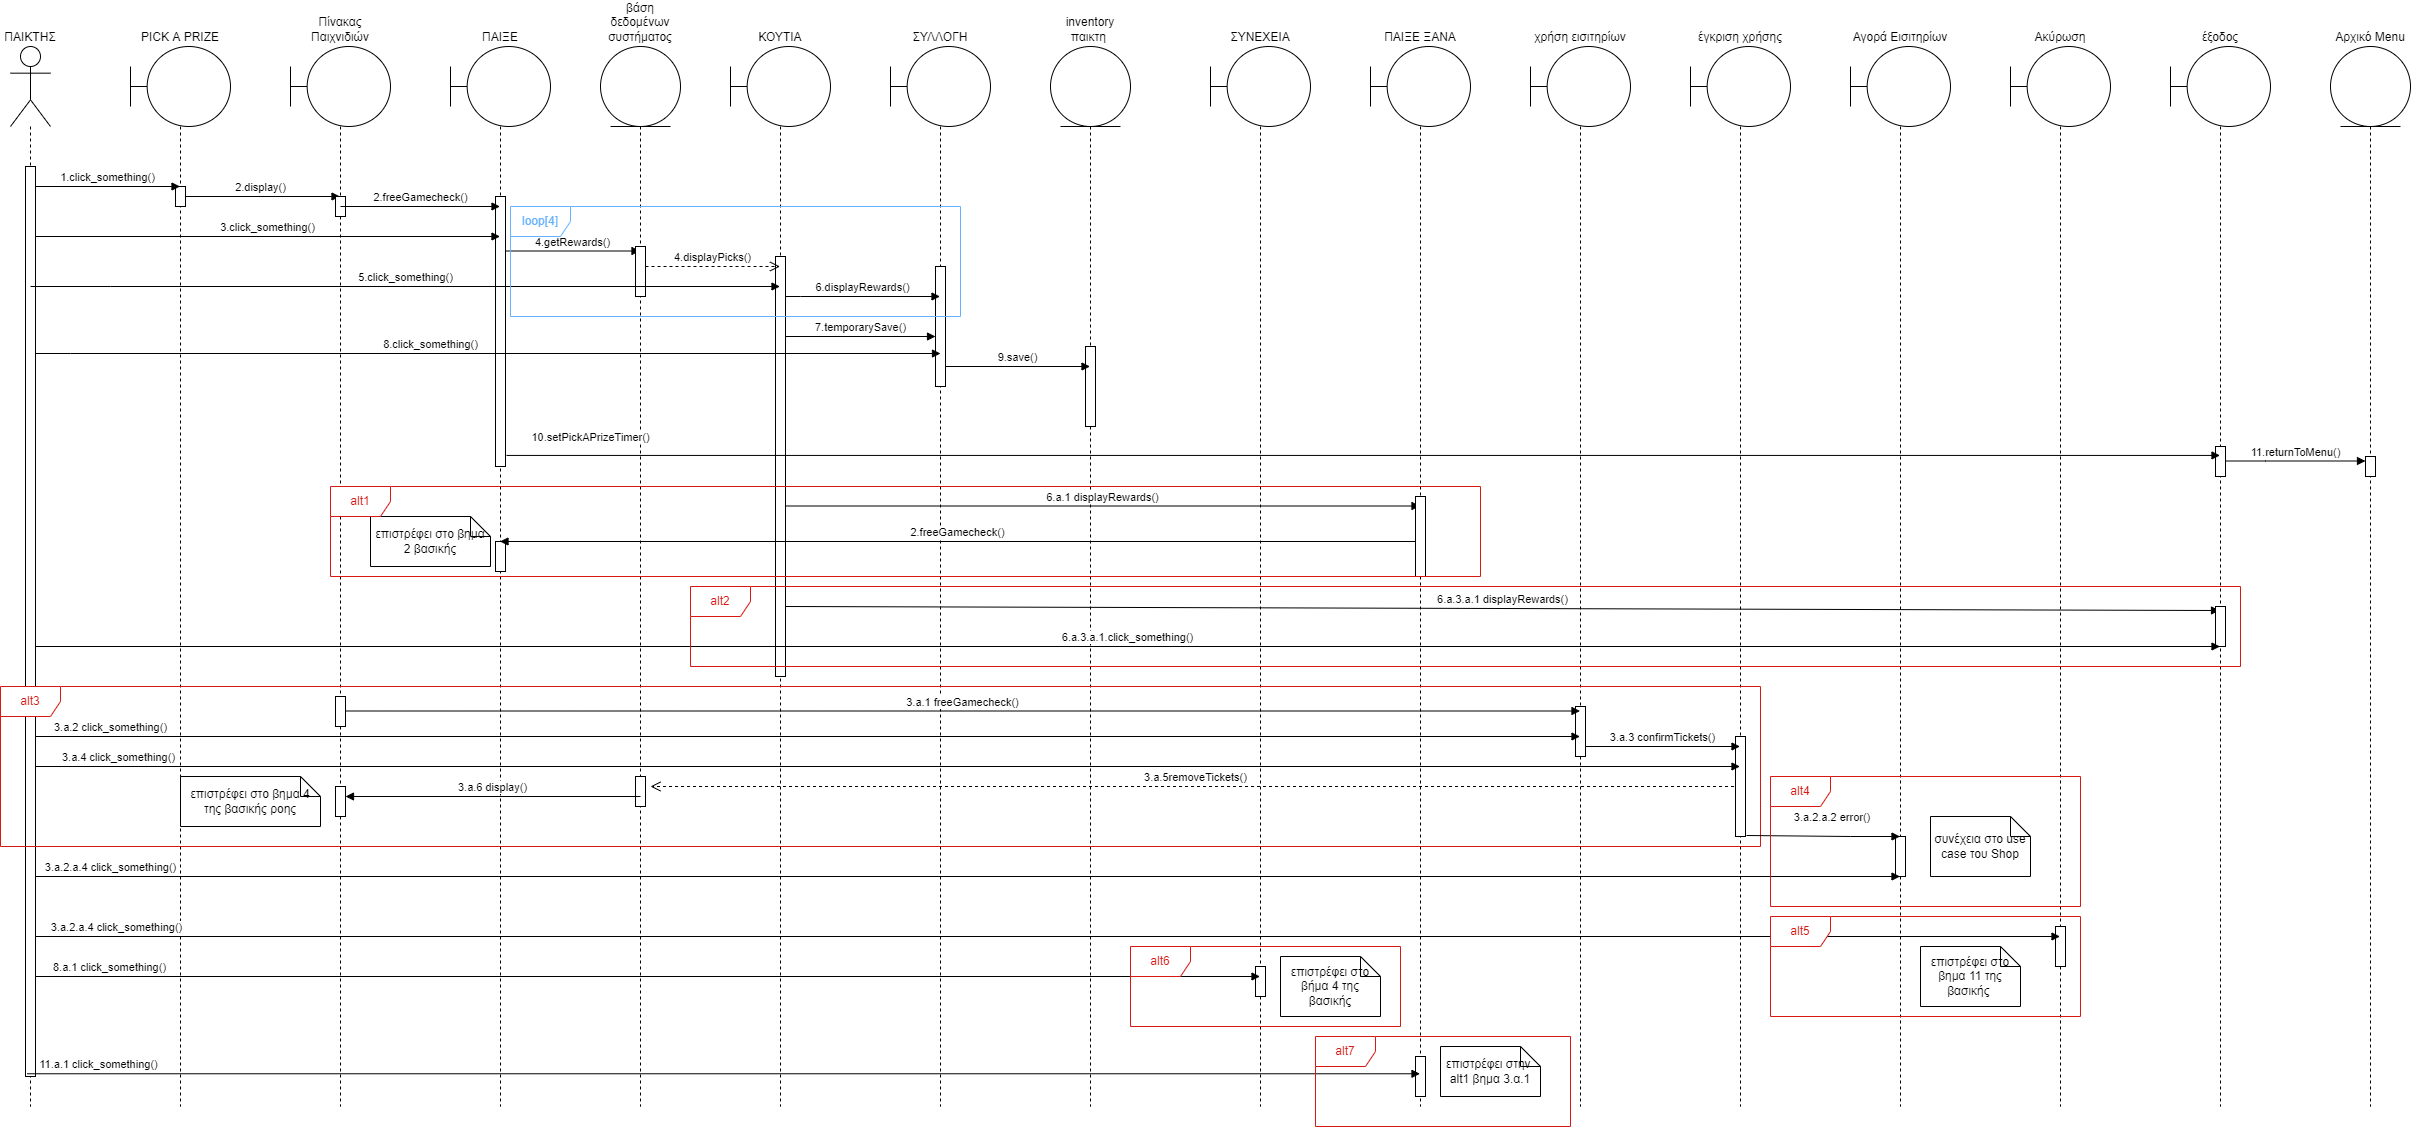 ΠΑΙΚΤΗΣ
PICK A PRIZE
Πίνακας
Παιχνιδιών
ΠΑΙΞΕ
βάση
δεδομένων
συστήματος
ΚΟΥΤΙΑ
ΣΥΛΛΟΓΗ
inventory
παικτη
ΣΥΝΕΧΕΙΑ
ΠΑΙΞΕ ΞΑΝΑ
χρήση εισιτηρίων
έγκριση χρήσης
Αγορά Εισιτηρίων
Ακύρωση
έξοδος
Αρχικό Menu
1.click_something()
2.display()
2.freeGamecheck()
loop[4]
3.click_something()
4.getRewards()
4.displayPicks()
5.click_something()
6.displayRewards()
7.temporarySave()
8.click_something()
9.save()
10.setPickAPrizeTimer()
11.returnToMenu()
alt1
6.a.1 displayRewards()
επιστρέφει στο βημα
2 βασικής
2.freeGamecheck()
alt2
6.a.3.a.1 displayRewards()
6.a.3.a.1.click_something()
alt3
3.a.1 freeGamecheck()
3.a.2 click_something()
3.a.3 confirmTickets()
3.a.4 click_something()
3.a.5removeTickets()
3.a.6 display()
επιστρέφει στο βημα 4
της βασικής ροης
alt4
3.a.2.a.2 error()
συνέχεια στο use
case του Shop
3.a.2.a.4 click_something()
3.a.2.a.4 click_something()
alt5
επιστρέφει στο
βημα 11 της
βασικής
8.a.1 click_something()
alt6
επιστρέφει στο
βήμα 4 της
βασικής
11.a.1 click_something()
alt7
επιστρέφει στην
alt1 βημα 3.α.1